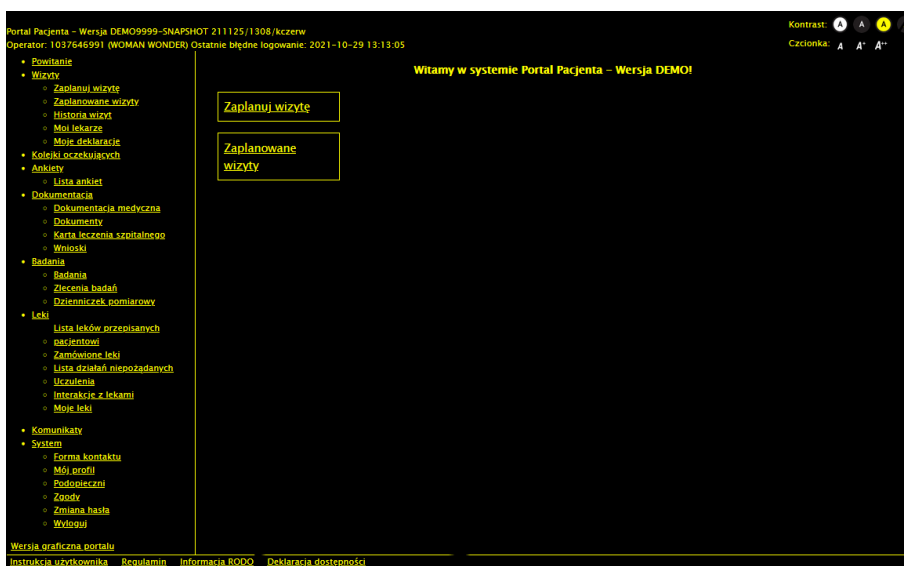 Portal Pacjenta – Wersja DEMO9999-SNAPSHOT 211125/1308/kczerw
Operator: 1037646991 (WOMAN WONDER) Ostatnie błędne logowanie: 2021-10-29 13:13:05
Kontrast: A A A
Czcionka: A A+ A++
Powitanie
Wizyty
Zaplanuj wizytę
Zaplanowane wizyty
Historia wizyt
Moi lekarze
Moje deklaracje
Kolejki oczekujących
Ankiety
Lista ankiet
Dokumentacja
Dokumentacja medyczna
Dokumenty
Karta leczenia szpitalnego
Wnioski
Badania
Badania
Zlecenia badań
Dzienniczek pomiarowy
Leki
Lista leków przepisanych
pacjentowi
Zamówione leki
Lista działań niepożądanych
Uczulenia
Interakcje z lekami
Moje leki
Komunikaty
System
Forma kontaktu
Mój profil
Podopieczni
Zgody
Zmiana hasła
Wyloguj
Wersja graficzna portalu
Witamy w systemie Portal Pacjenta – Wersja DEMO!
Zaplanuj wizytę
Zaplanowane
wizyty
Instrukcja użytkownika Regulamin Informacja RODO Deklaracja dostępności